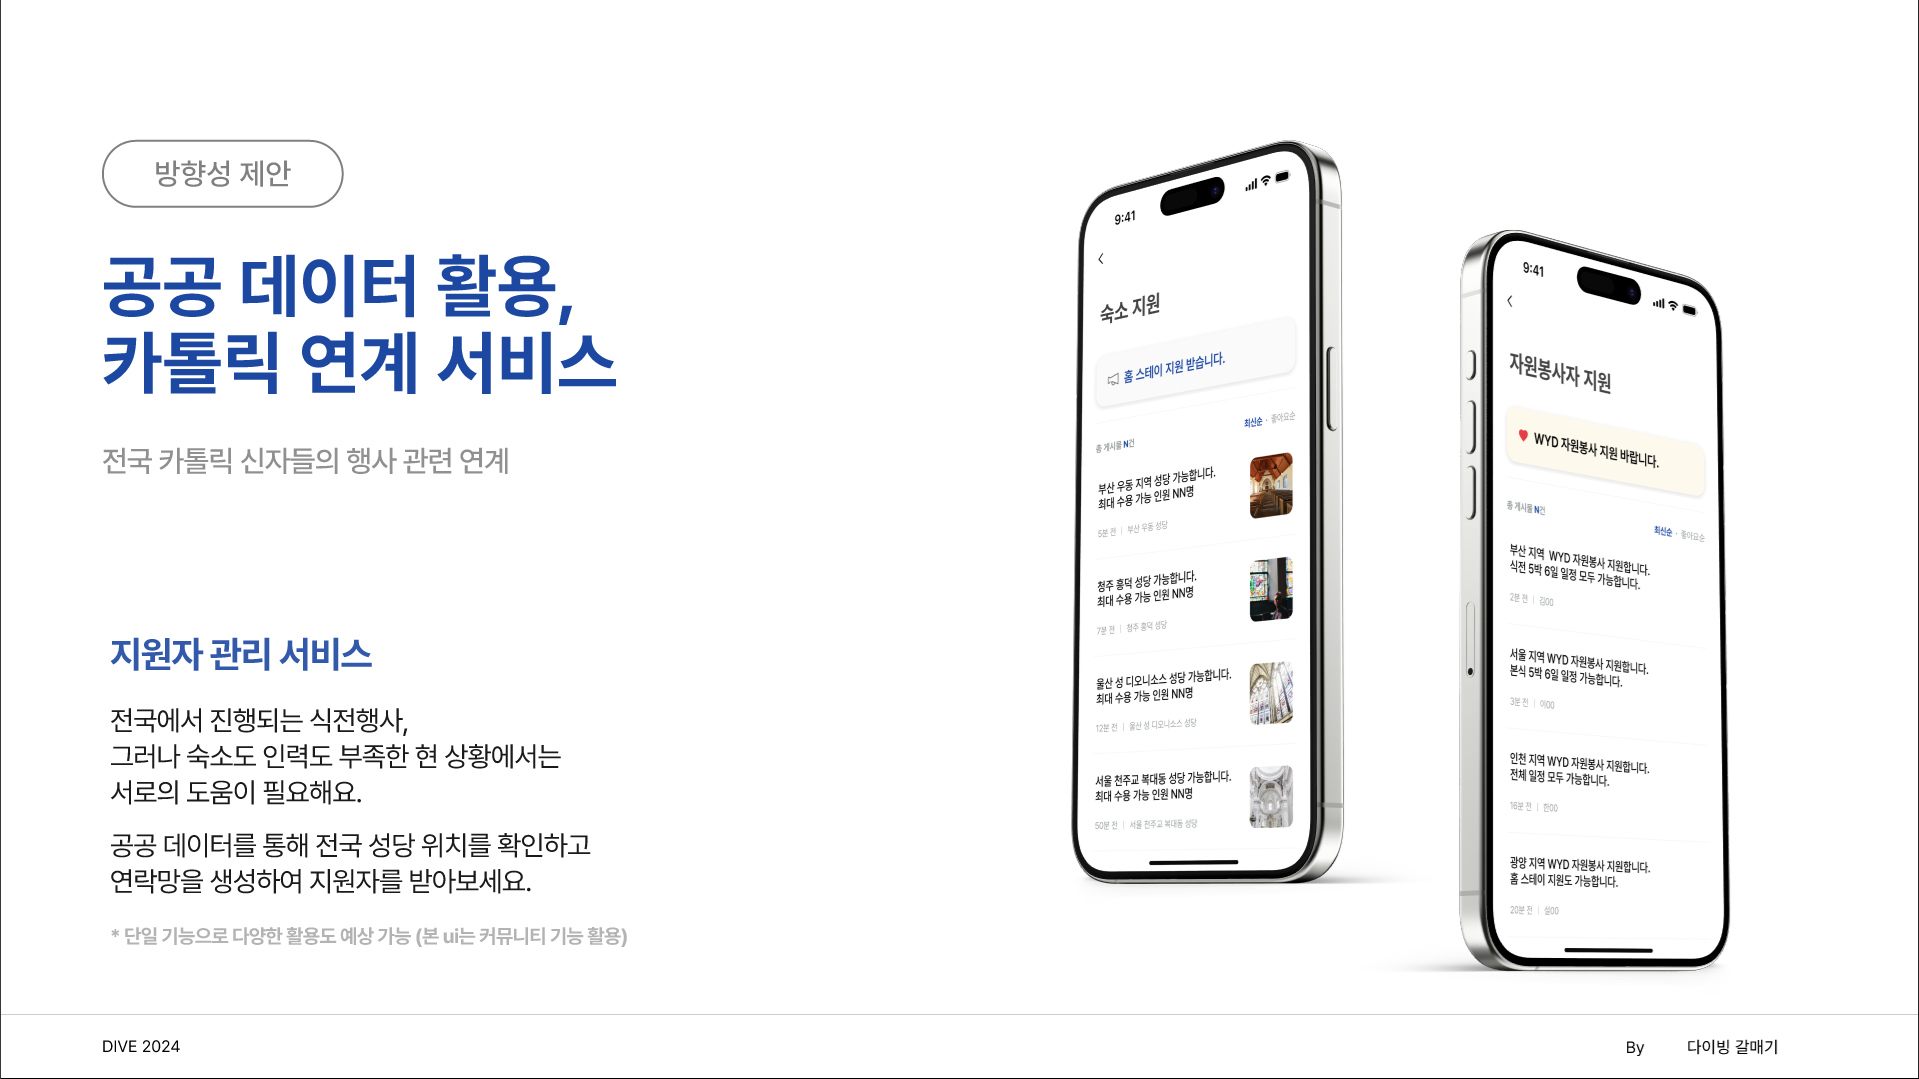 방향성 제안
공공 데이터 활용,
카톨릭 연계 서비스
전국 카톨릭 신자들의 행사 관련 연계
지원자 관리 서비스
전국에서 진행되는 식전행사,
그러나 숙소도 인력도 부족한 현 상황에서는
서로의 도움이 필요해요.
공공 데이터를 통해 전국 성당 위치를 확인하고
연락망을 생성하여 지원자를 받아보세요.
* 단일 기능으로 다양한 활용도 예상 가능 (본 ui는 커뮤니티 기능 활용)
9:41
숙소 지원
홈 스테이 지원 받습니다.
총 게시물 N건
최신순 · 좋아요순
부산 우동 지역 성당 가능합니다.
최대 수용 가능 인원 NN명
5분 전 | 부산 우동 성당
청주 흥덕 성당 가능합니다.
최대 수용 가능 인원 NN명
7분 전 | 청주 흥덕 성당
울산 성 디오니소스 성당 가능합니다.
최대 수용 가능 인원 NN명
12분 전 | 울산 성 디오니소스 성당
서울 천주교 복대동 성당 가능합니다.
최대 수용 가능 인원 NN명
50분 전 | 서울 천주교 복대동 성당
9:41
자원봉사자 지원
WYD 자원봉사 지원 바랍니다.
총 게시물 N건
최신순 · 좋아요순
부산 지역 WYD 자원봉사 지원합니다.
식전 5박 6일 일정 모두 가능합니다.
2분 전 | 김00
서울 지역 WYD 자원봉사 지원합니다.
본식 5박 6일 일정 가능합니다.
3분 전 | 이00
인천 지역 WYD 자원봉사 지원합니다.
전체 일정 모두 가능합니다.
16분 전 | 한00
광양 지역 WYD 자원봉사 지원합니다.
홈 스테이 지원도 가능합니다.
20분 전 | 설00
DIVE 2024
By 다이빙 갈매기